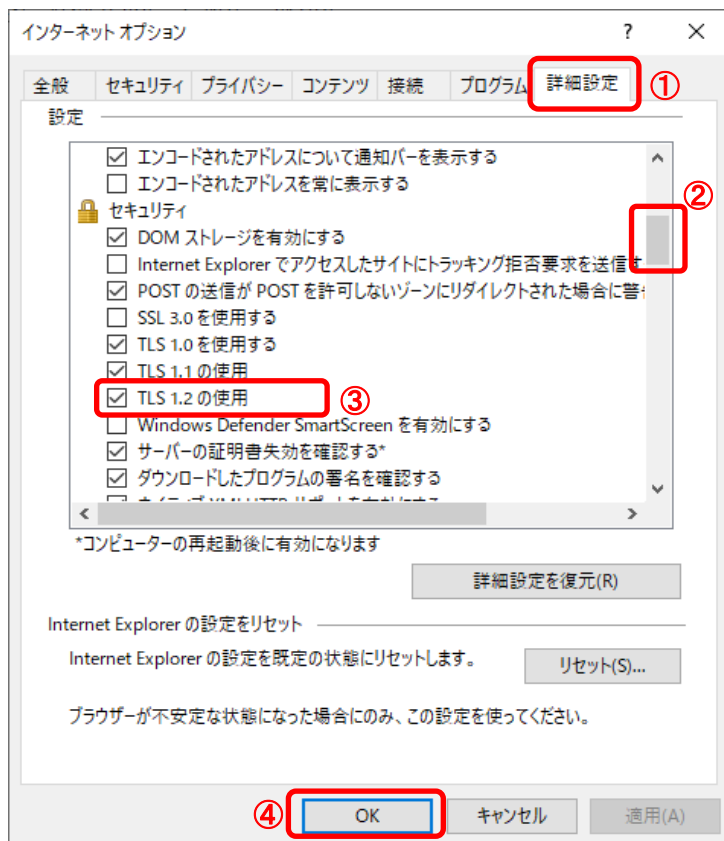 インターネット オプション ? ×
全般 セキュリティ プライバシー コンテンツ 接続 プログラム 詳細設定 ①
設定
エンコードされたアドレスについて通知バーを表示する
エンコードされたアドレスを常に表示する
②
セキュリティ
DOM ストレージを有効にする
Internet Explorer でアクセスしたサイトにトラッキング拒否要求を送信す
POST の送信が POST を許可しないゾーンにリダイレクトされた場合に警
SSL 3.0 を使用する
TLS 1.0 を使用する
TLS 1.1 の使用
TLS 1.2 の使用 ③
Windows Defender SmartScreen を有効にする
サーバーの証明書失効を確認する*
ダウンロードしたプログラムの署名を確認する
*コンピューターの再起動後に有効になります
詳細設定を復元(R)
Internet Explorer の設定をリセット
Internet Explorer の設定を既定の状態にリセットします。
リセット(S)...
ブラウザーが不安定な状態になった場合にのみ、この設定を使ってください。
④ OK キャンセル 適用(A)